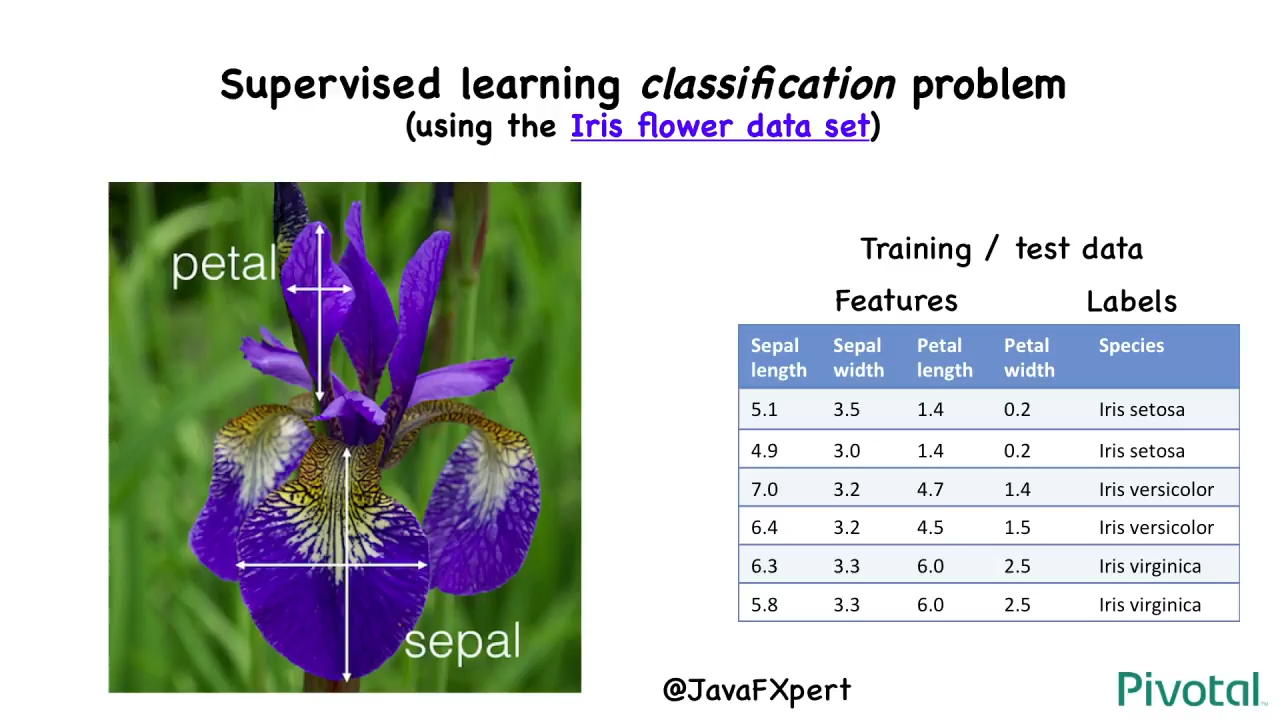 Supervised learning classification problem
(using the Iris flower data set)
petal
sepal
Training / test data
Features Labels
Sepal length Sepal width Petal length Petal width Species
5.1 3.5 1.4 0.2 Iris setosa
4.9 3.0 1.4 0.2 Iris setosa
7.0 3.2 4.7 1.4 Iris versicolor
6.4 3.2 4.5 1.5 Iris versicolor
6.3 3.3 6.0 2.5 Iris virginica
5.8 3.3 6.0 2.5 Iris virginica
@JavaFXpert
Pivotal™